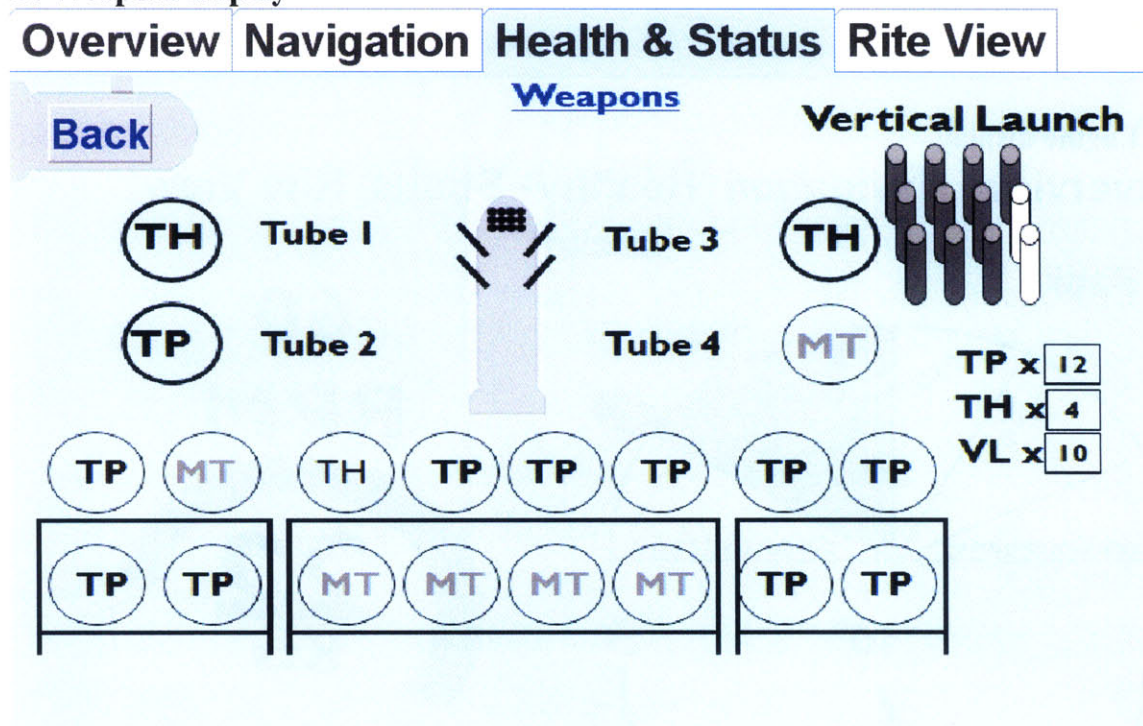 Overview Navigation Health & Status Rite View
Weapons
Back
Vertical Launch
TH Tube 1 Tube 3 TH
TP Tube 2 Tube 4 MT
TP x 12
TH x 4
VL x 10
TP MT TH TP TP TP TP TP
TP TP MT MT MT MT TP TP